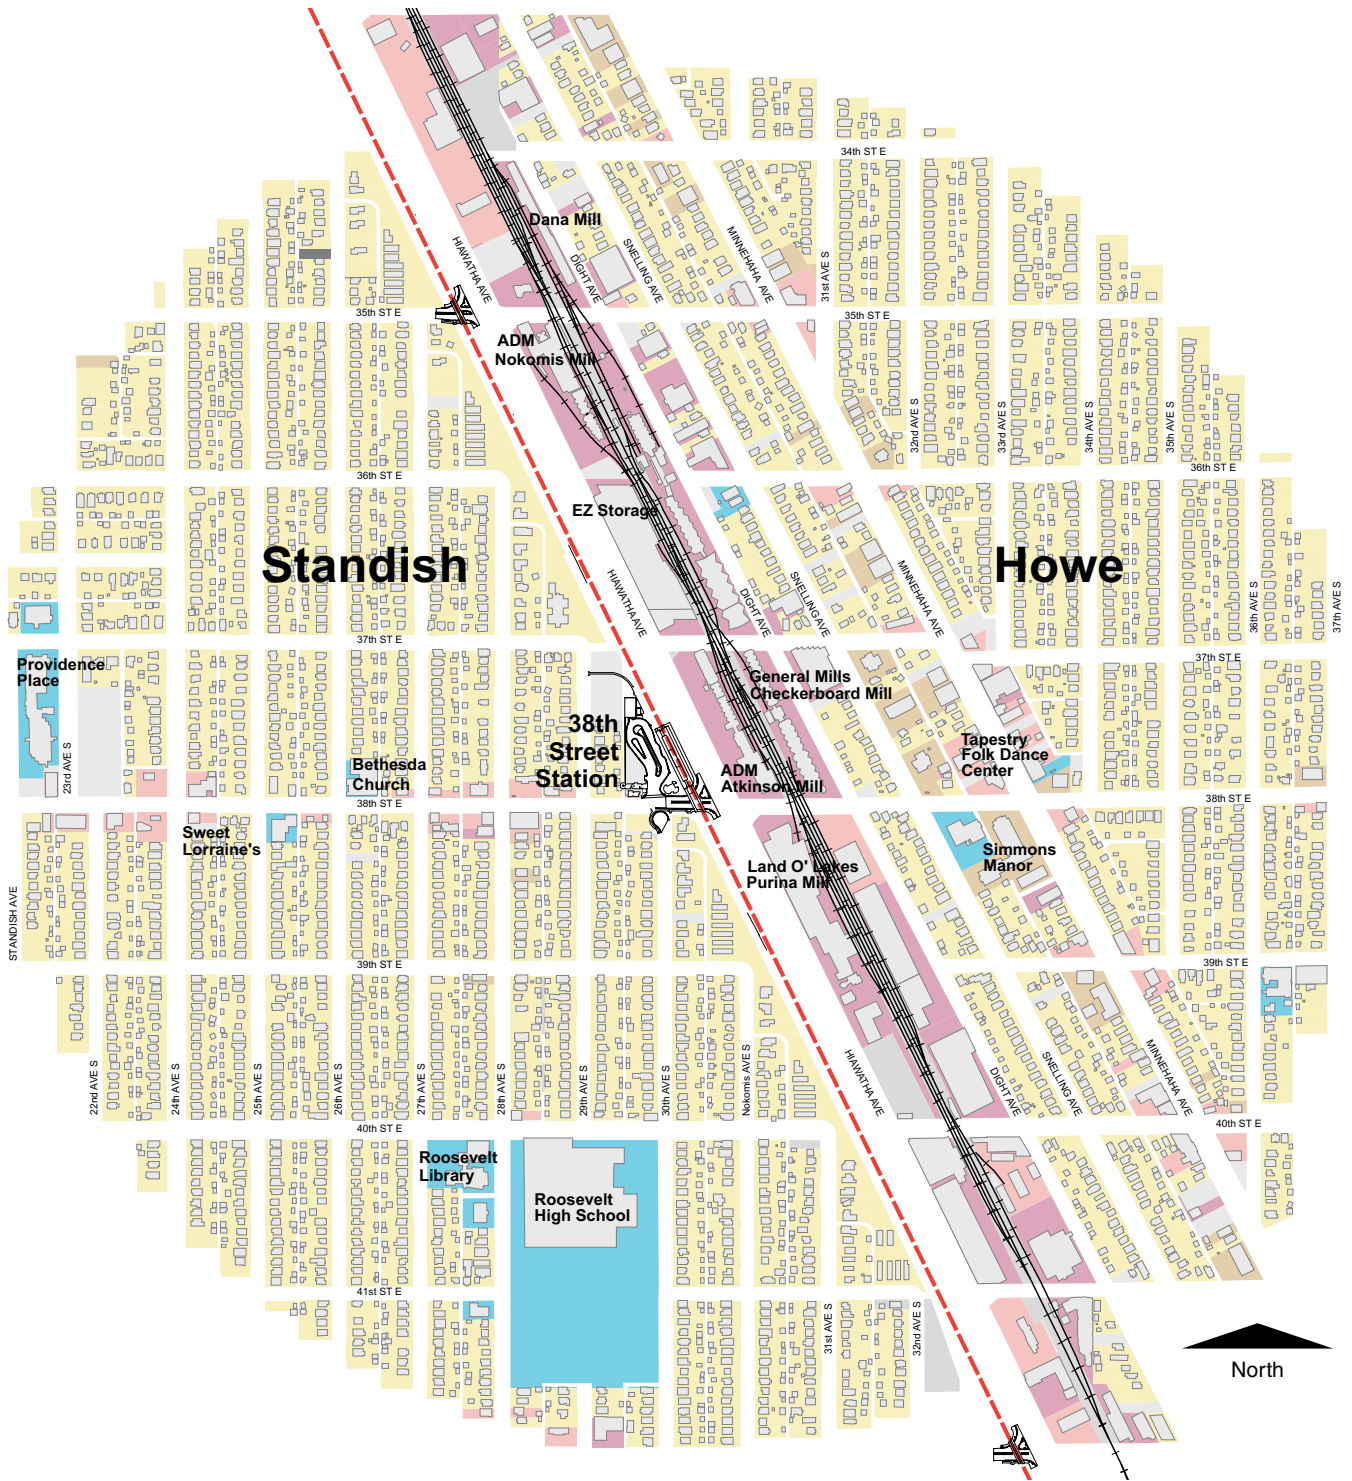 34th ST E
Dana Mill
HIAWATHA AVE
DIGHT AVE
SNELLING AVE
MINNEHAHA AVE
31st AVE S
35th ST E
35th ST E
ADM
Nokomis Mill
32nd AVE S
33rd AVE S
34th AVE S
35th AVE S
36th ST E
36th ST E
EZ Storage
Standish
Howe
HIAWATHA AVE
DIGHT AVE
SNELLING AVE
MINNEHAHA AVE
36th AVE S
37th AVE S
37th ST E
37th ST E
Providence
Place
General Mills
Checkerboard Mill
38th
Street
Station
Tapestry
Folk Dance
Center
Bethesda
Church
ADM
Atkinson Mill
23rd AVE S
38th ST E
38th ST E
Sweet
Lorraine's
Simmons
Manor
Land O' Lakes
Purina Mill
STANDISH AVE
39th ST E
39th ST E
22nd AVE S
24th AVE S
25th AVE S
26th AVE S
27th AVE S
28th AVE S
29th AVE S
30th AVE S
Nokomis AVE S
HIAWATHA AVE
DIGHT AVE
SNELLING AVE
MINNEHAHA AVE
40th ST E
40th ST E
Roosevelt
Library
Roosevelt
High School
41st ST E
31st AVE S
32nd AVE S
North